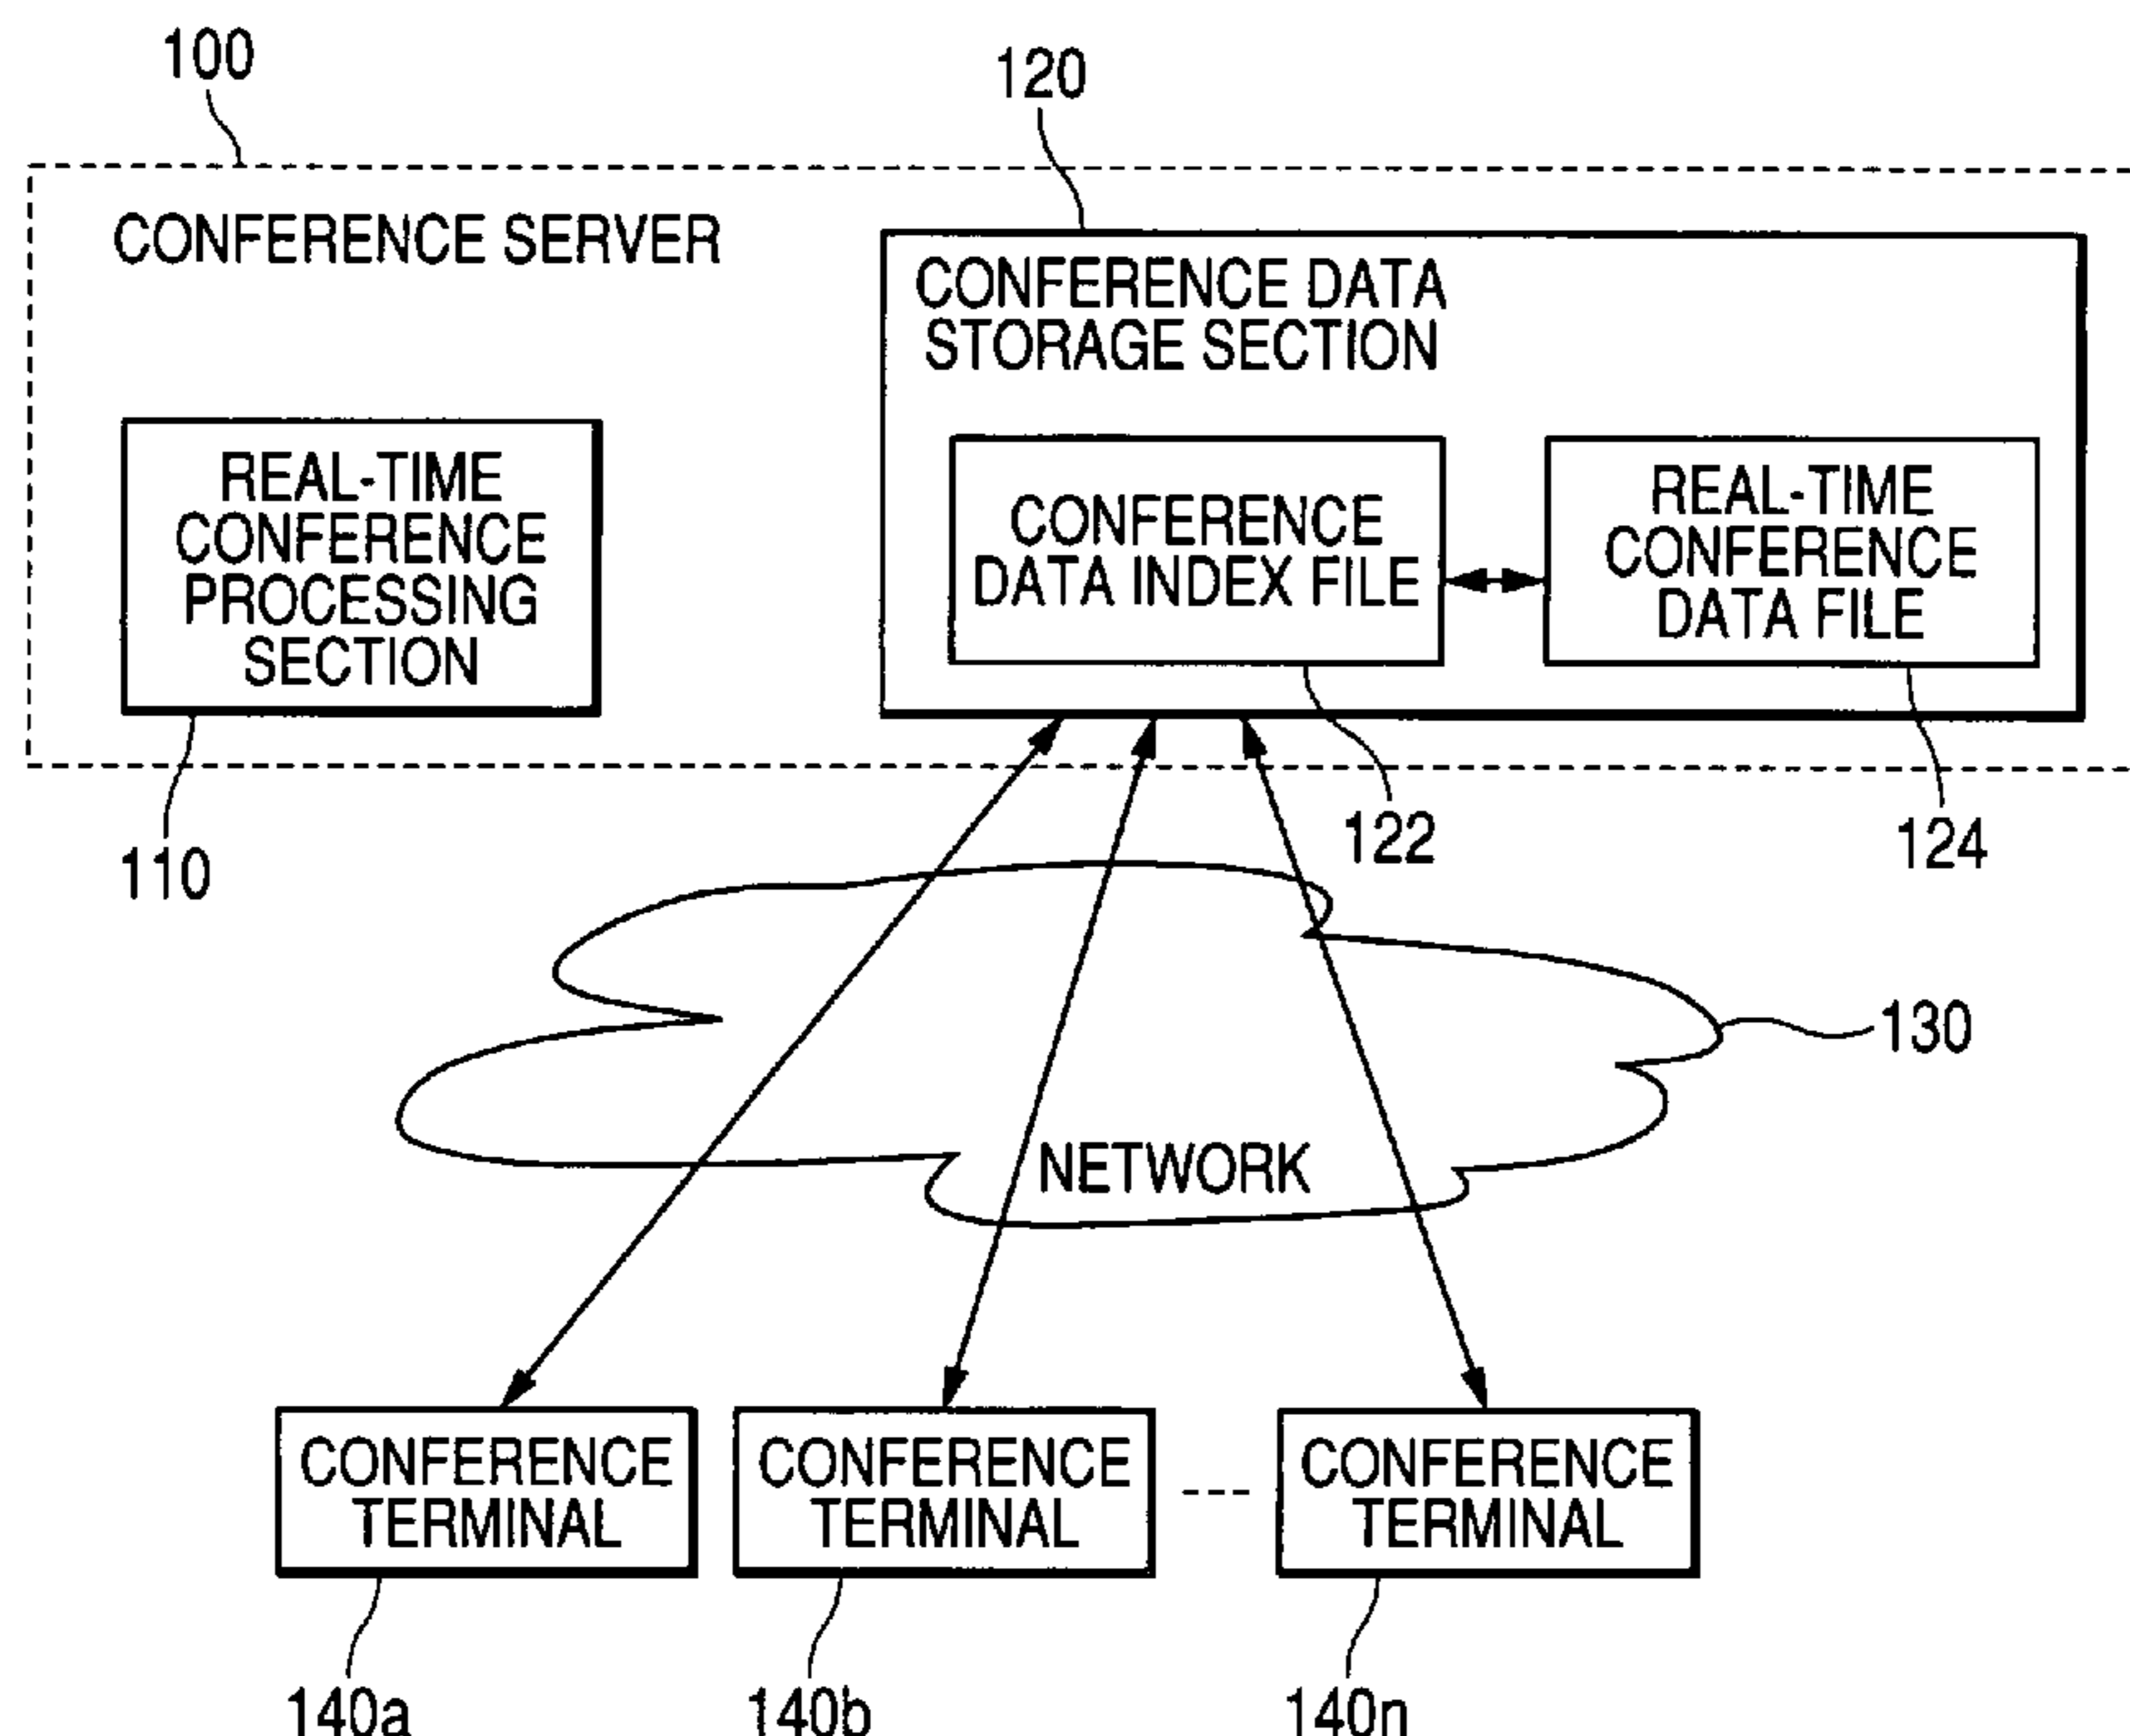 100
120
CONFERENCE SERVER
CONFERENCE DATA
STORAGE SECTION
REAL-TIME
CONFERENCE
PROCESSING
SECTION
CONFERENCE
DATA INDEX FILE
REAL-TIME
CONFERENCE
DATA FILE
110
122
124
130
NETWORK
CONFERENCE
TERMINAL
CONFERENCE
TERMINAL
CONFERENCE
TERMINAL
140a
140b
140n